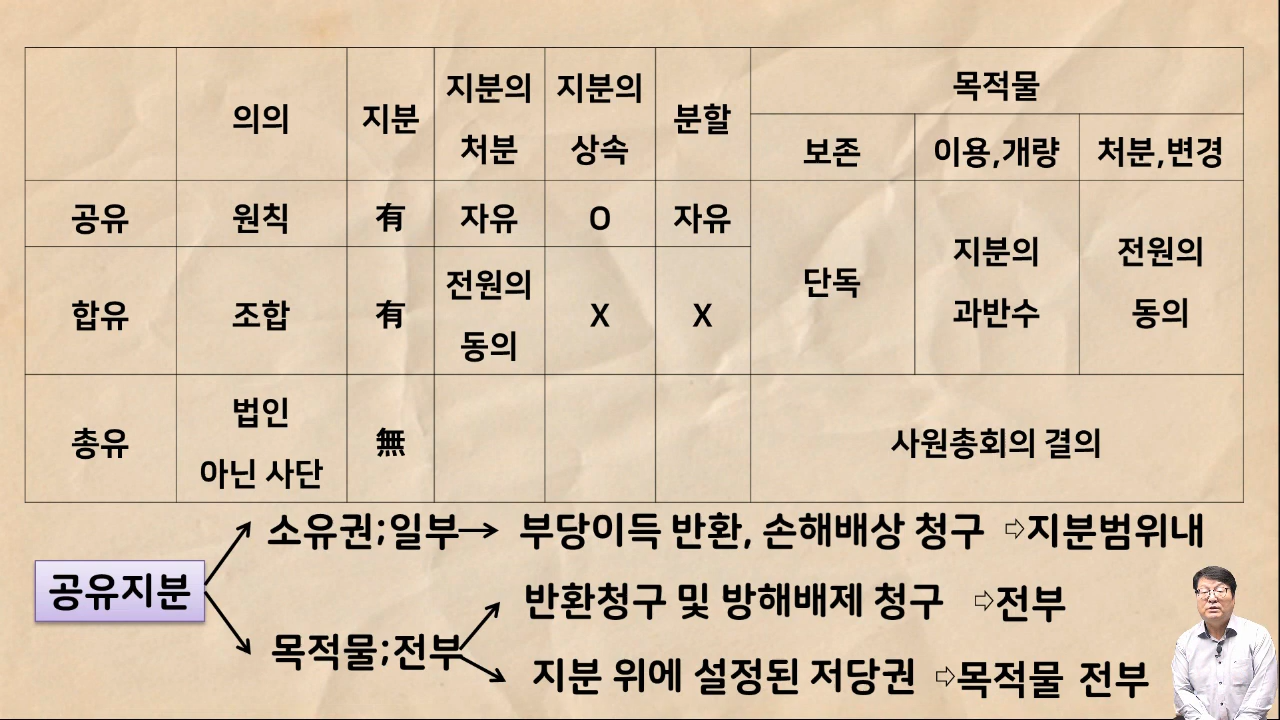 의의 지분 지분의 처분 지분의 상속 분할 목적물
보존 이용,개량 처분,변경
공유 원칙 有 자유 O 자유 단독 지분의 과반수 전원의 동의
합유 조합 有 전원의 동의 X X
총유 법인 아닌 사단 無 사원총회의 결의
공유지분
소유권;일부 → 부당이득 반환, 손해배상 청구 ⇨지분범위내
목적물;전부
반환청구 및 방해배제 청구 ⇨전부
지분 위에 설정된 저당권 ⇨목적물 전부